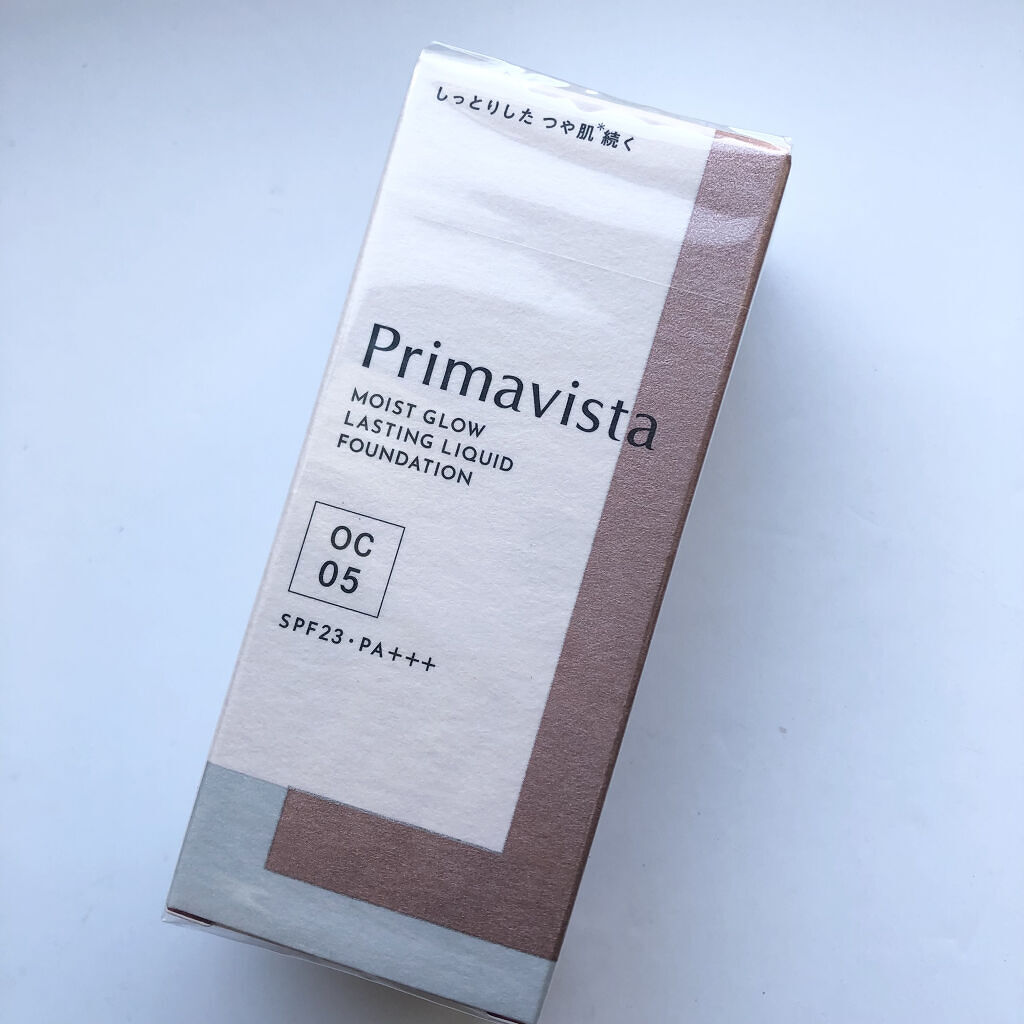 しっとりした つや肌*続く
Primavista
MOIST GLOW
LASTING LIQUID
FOUNDATION
OC
05
SPF23・PA+++